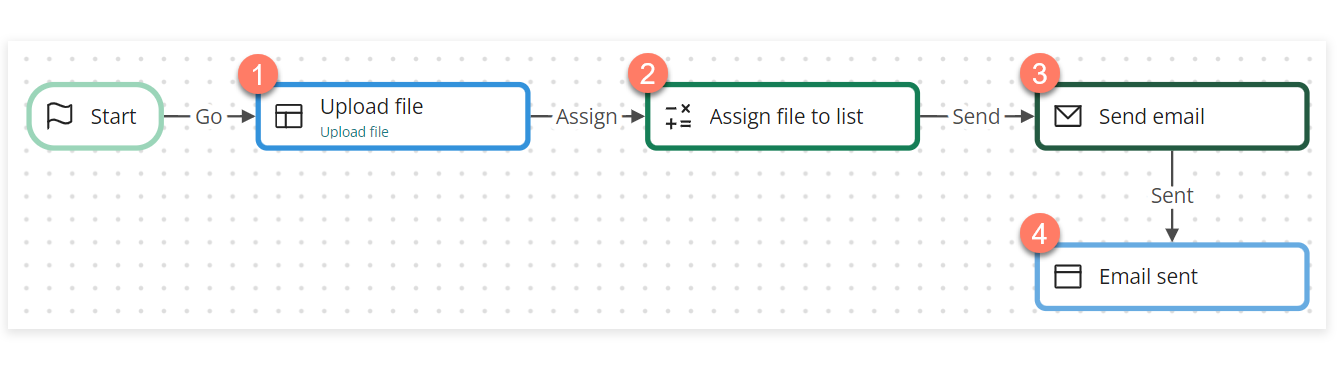 1
2
3
Start
Go
Upload file
Upload file
Assign
Assign file to list
Send
Send email
Sent
4
Email sent